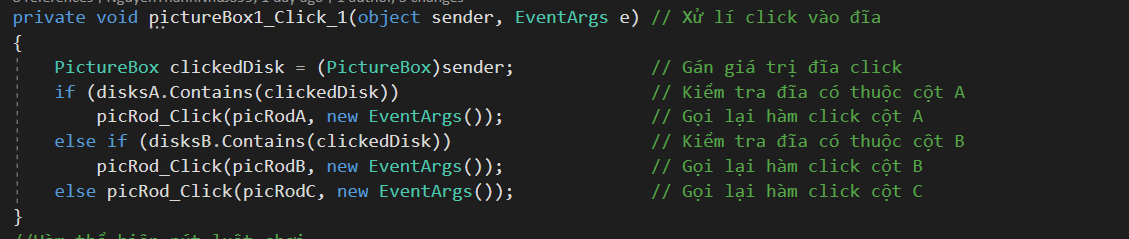 private void pictureBox1_Click_1(object sender, EventArgs e) // Xử lí click vào đĩa
{
PictureBox clickedDisk = (PictureBox)sender; // Gán giá trị đĩa click
if (disksA.Contains(clickedDisk)) // Kiểm tra đĩa có thuộc cột A
picRod_Click(picRodA, new EventArgs()); // Gọi lại hàm click cột A
else if (disksB.Contains(clickedDisk)) // Kiểm tra đĩa có thuộc cột B
picRod_Click(picRodB, new EventArgs()); // Gọi lại hàm click cột B
else picRod_Click(picRodC, new EventArgs()); // Gọi lại hàm click cột C
}